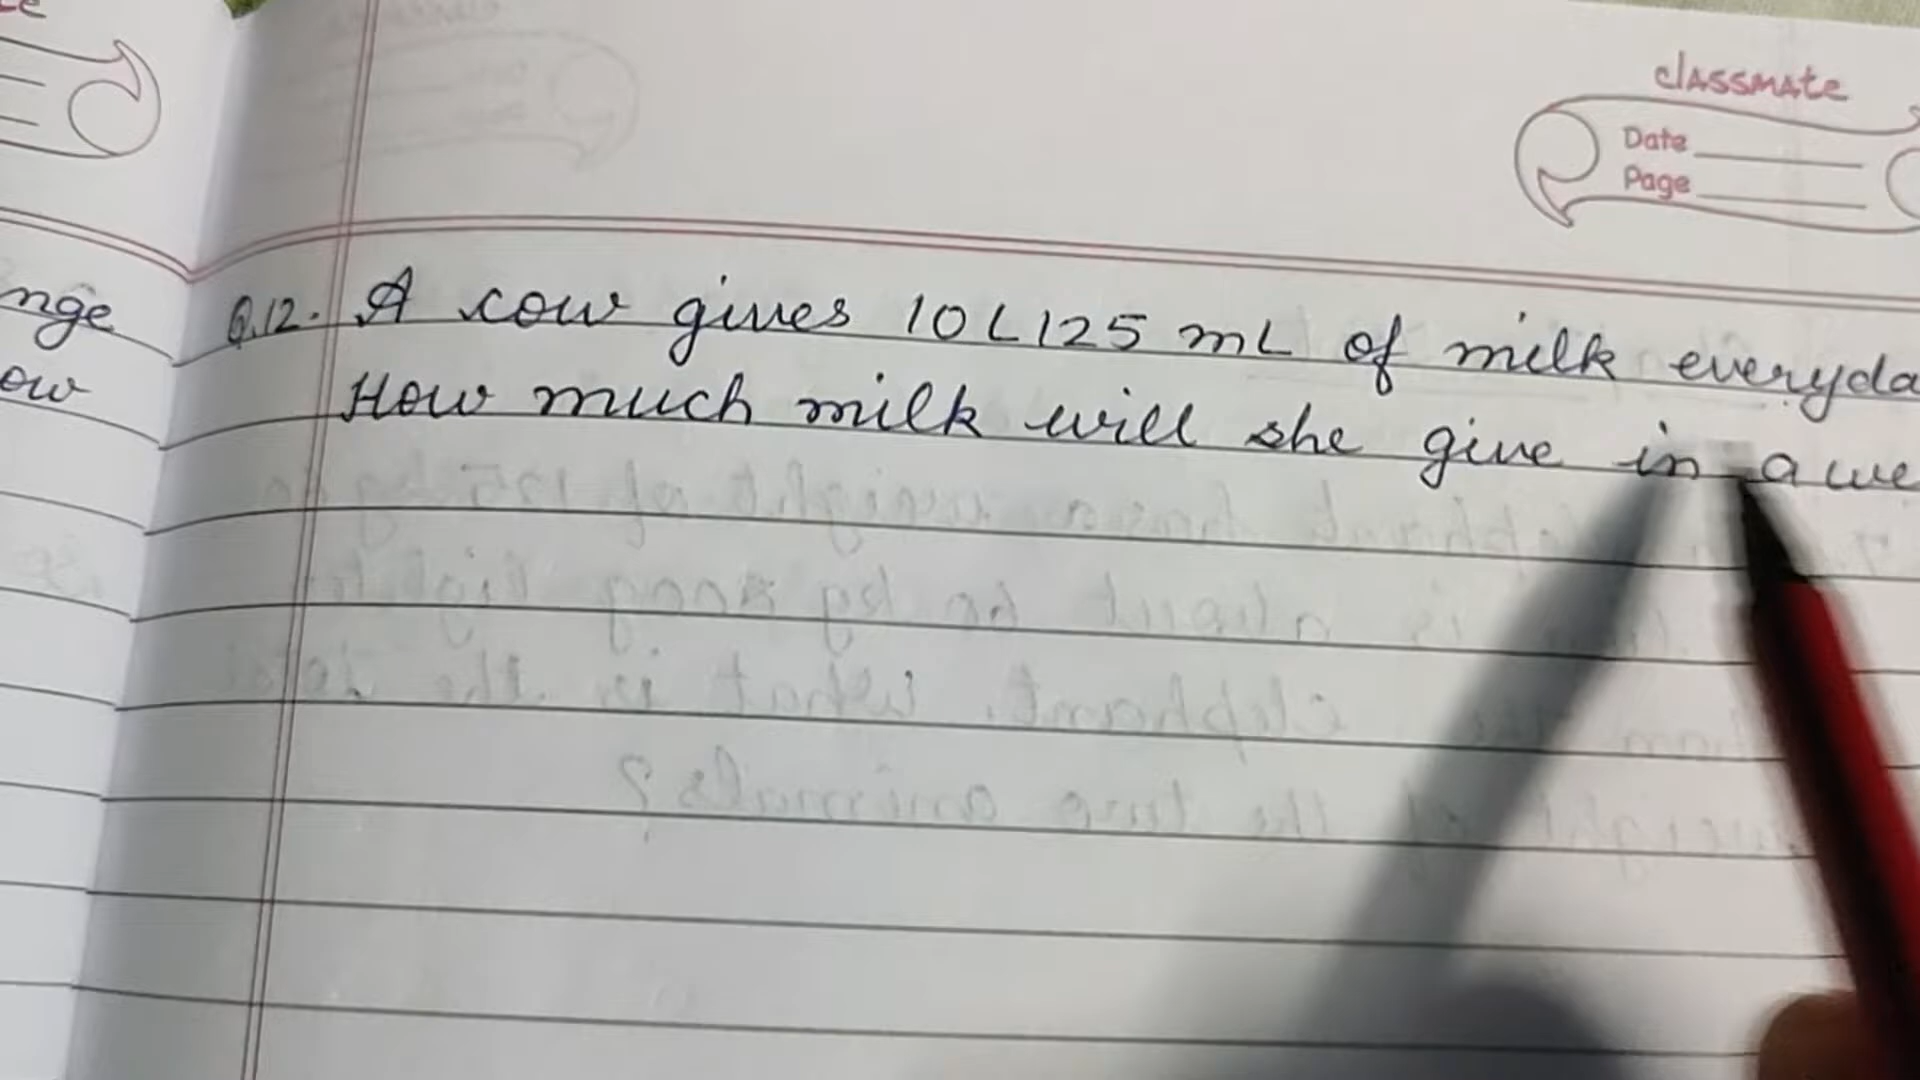 classmate
Date
Page
nge
ow
Q.12. A cow gives 10L125 mL of milk everyda
How much milk will she give in a we